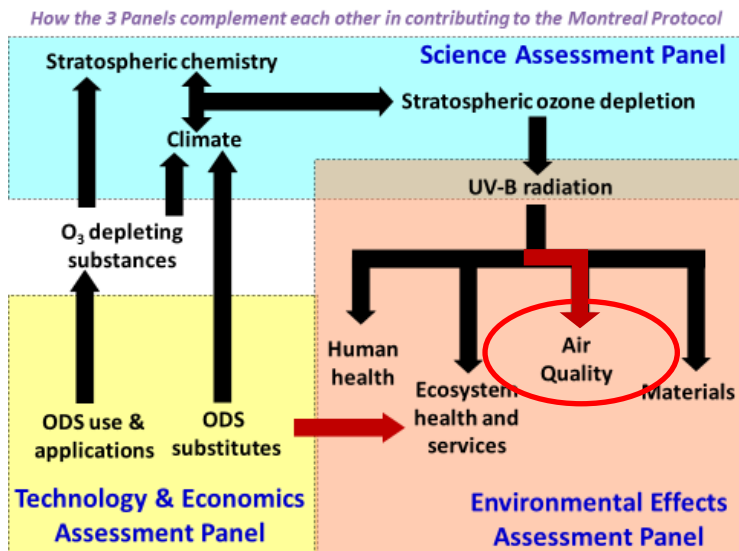 How the 3 Panels complement each other in contributing to the Montreal Protocol
Science Assessment Panel
Stratospheric chemistry
Stratospheric ozone depletion
Climate
UV-B radiation
O₃ depleting
substances
Human
health
Ecosystem
health and
services
Air
Quality
Materials
ODS use &
applications
ODS
substitutes
Technology & Economics
Assessment Panel
Environmental Effects
Assessment Panel